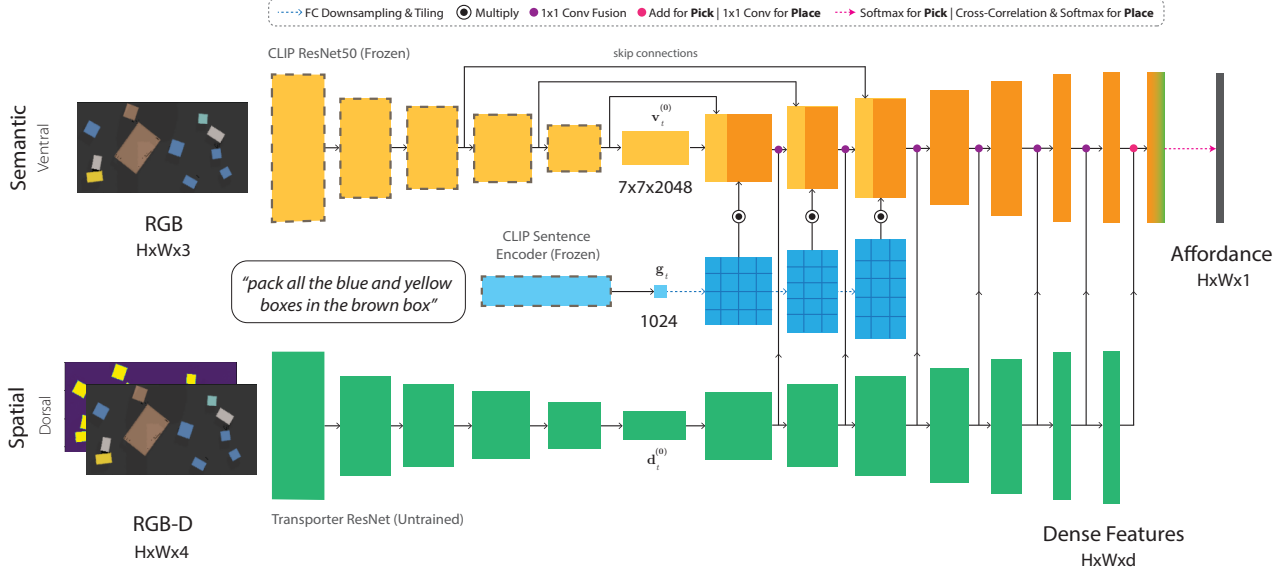 FC Downsampling & Tiling
Multiply
1x1 Conv Fusion
Add for Pick | 1x1 Conv for Place
Softmax for Pick | Cross-Correlation & Softmax for Place
CLIP ResNet50 (Frozen)
skip connections
Semantic
Ventral
v_t^(0)
7x7x2048
RGB
HxWx3
CLIP Sentence
Encoder (Frozen)
Affordance
HxWx1
"pack all the blue and yellow
boxes in the brown box"
g_t
1024
Spatial
Dorsal
d_t^(0)
Transporter ResNet (Untrained)
RGB-D
HxWx4
Dense Features
HxWxd